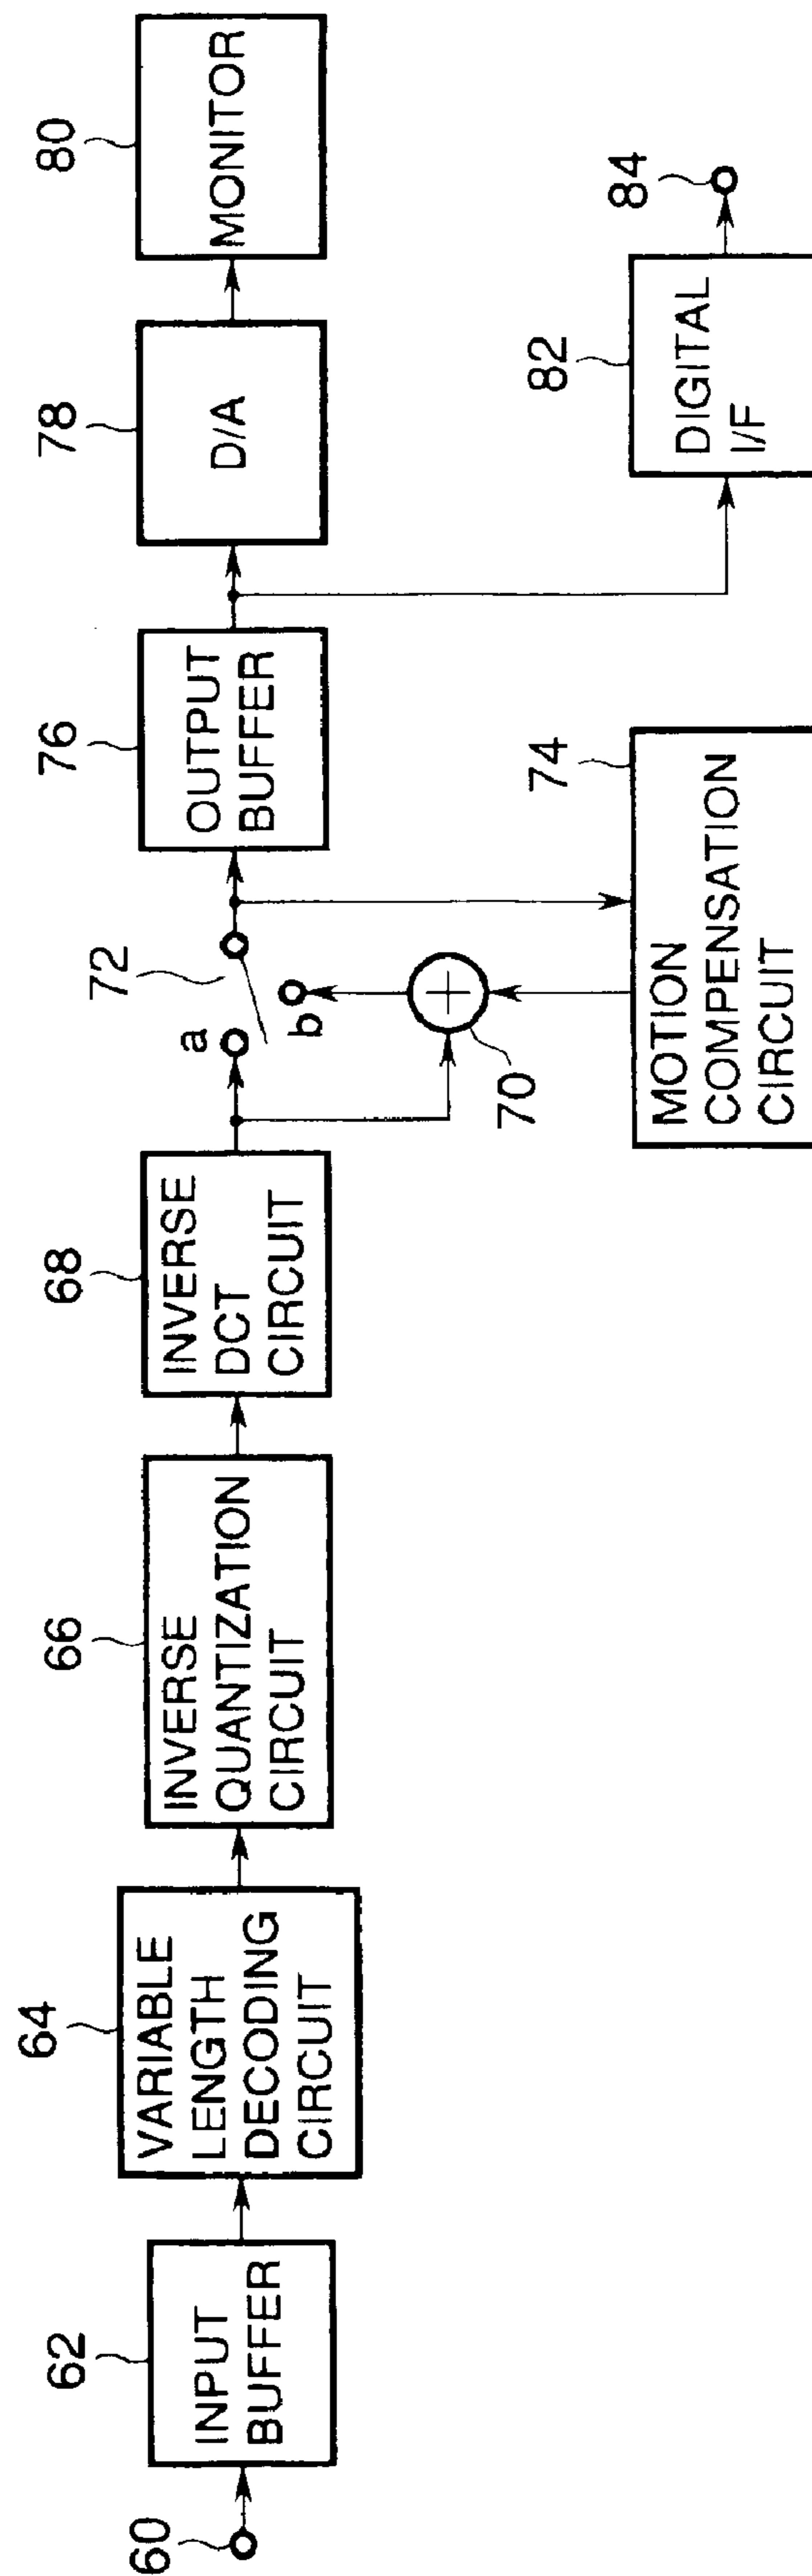 60
62
INPUT
BUFFER
64
VARIABLE
LENGTH
DECODING
CIRCUIT
66
INVERSE
QUANTIZATION
CIRCUIT
68
INVERSE
DCT
CIRCUIT
a
72
b
70
76
OUTPUT
BUFFER
74
MOTION
COMPENSATION
CIRCUIT
78
D/A
80
MONITOR
82
DIGITAL
I/F
84